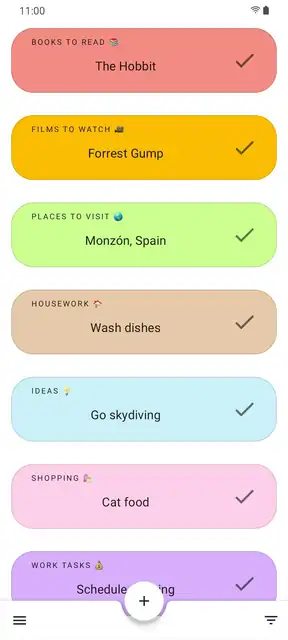 11:00
BOOKS TO READ 📚
The Hobbit
FILMS TO WATCH 🎥
Forrest Gump
PLACES TO VISIT 🌏
Monzón, Spain
HOUSEWORK 🏠
Wash dishes
IDEAS 💡
Go skydiving
SHOPPING 🛍️
Cat food
WORK TASKS 💰
Schedule